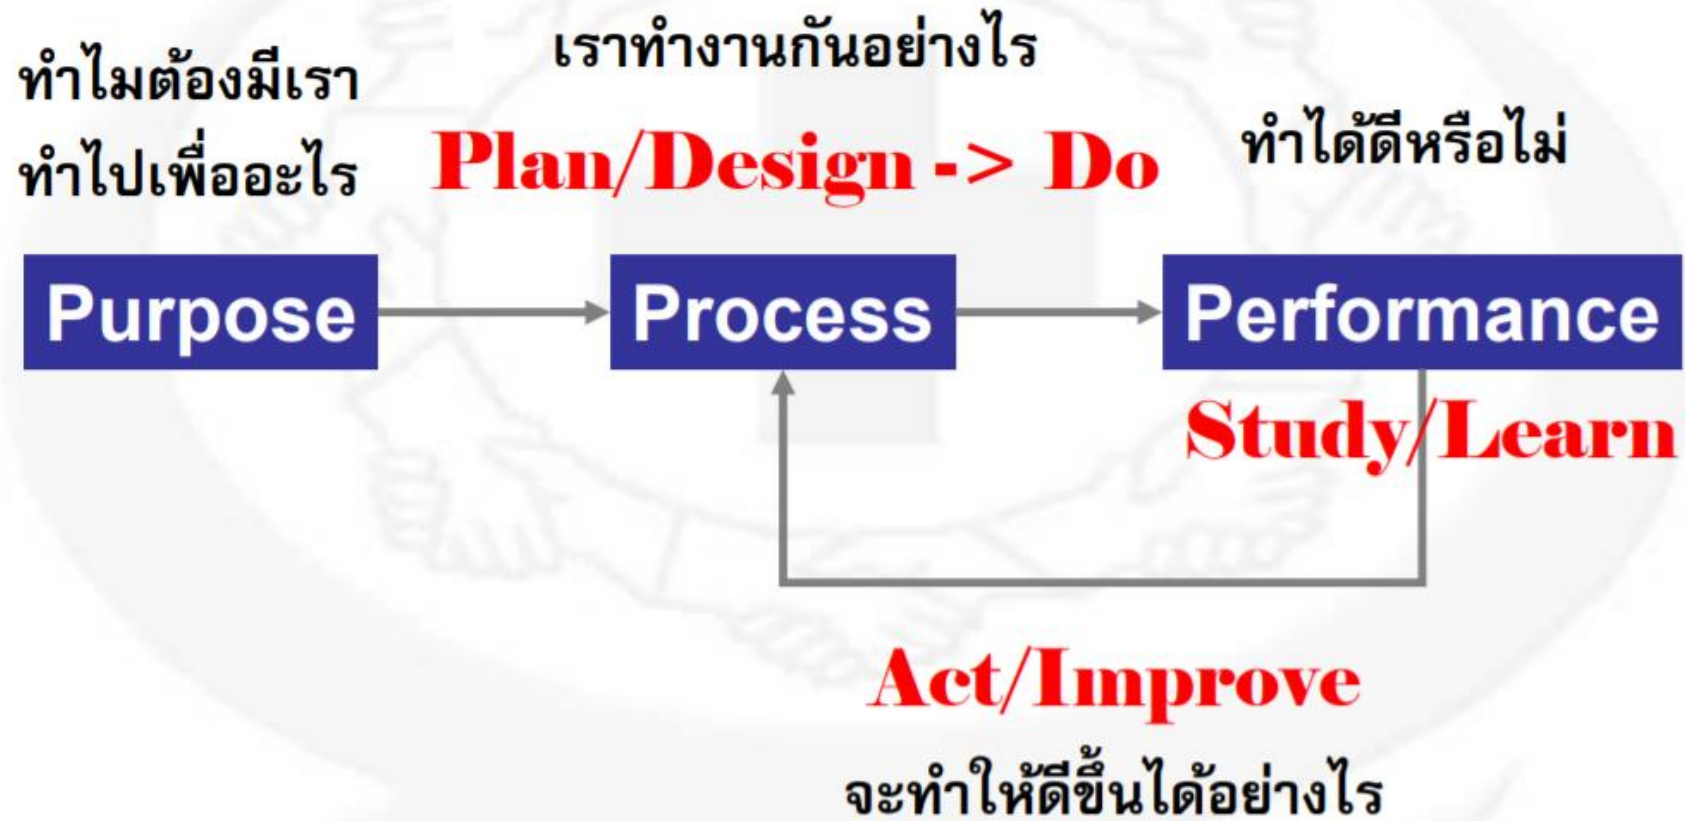 ทำไมต้องมีเรา
ทำไปเพื่ออะไร
เราทำงานกันอย่างไร
Plan/Design -> Do
ทำได้ดีหรือไม่
Purpose
Process
Performance
Study/Learn
Act/Improve
จะทำให้ดีขึ้นได้อย่างไร